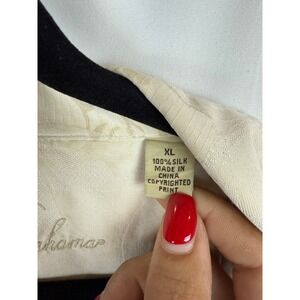 XL
100% SILK
MADE IN
CHINA
COPYRIGHTED
PRINT